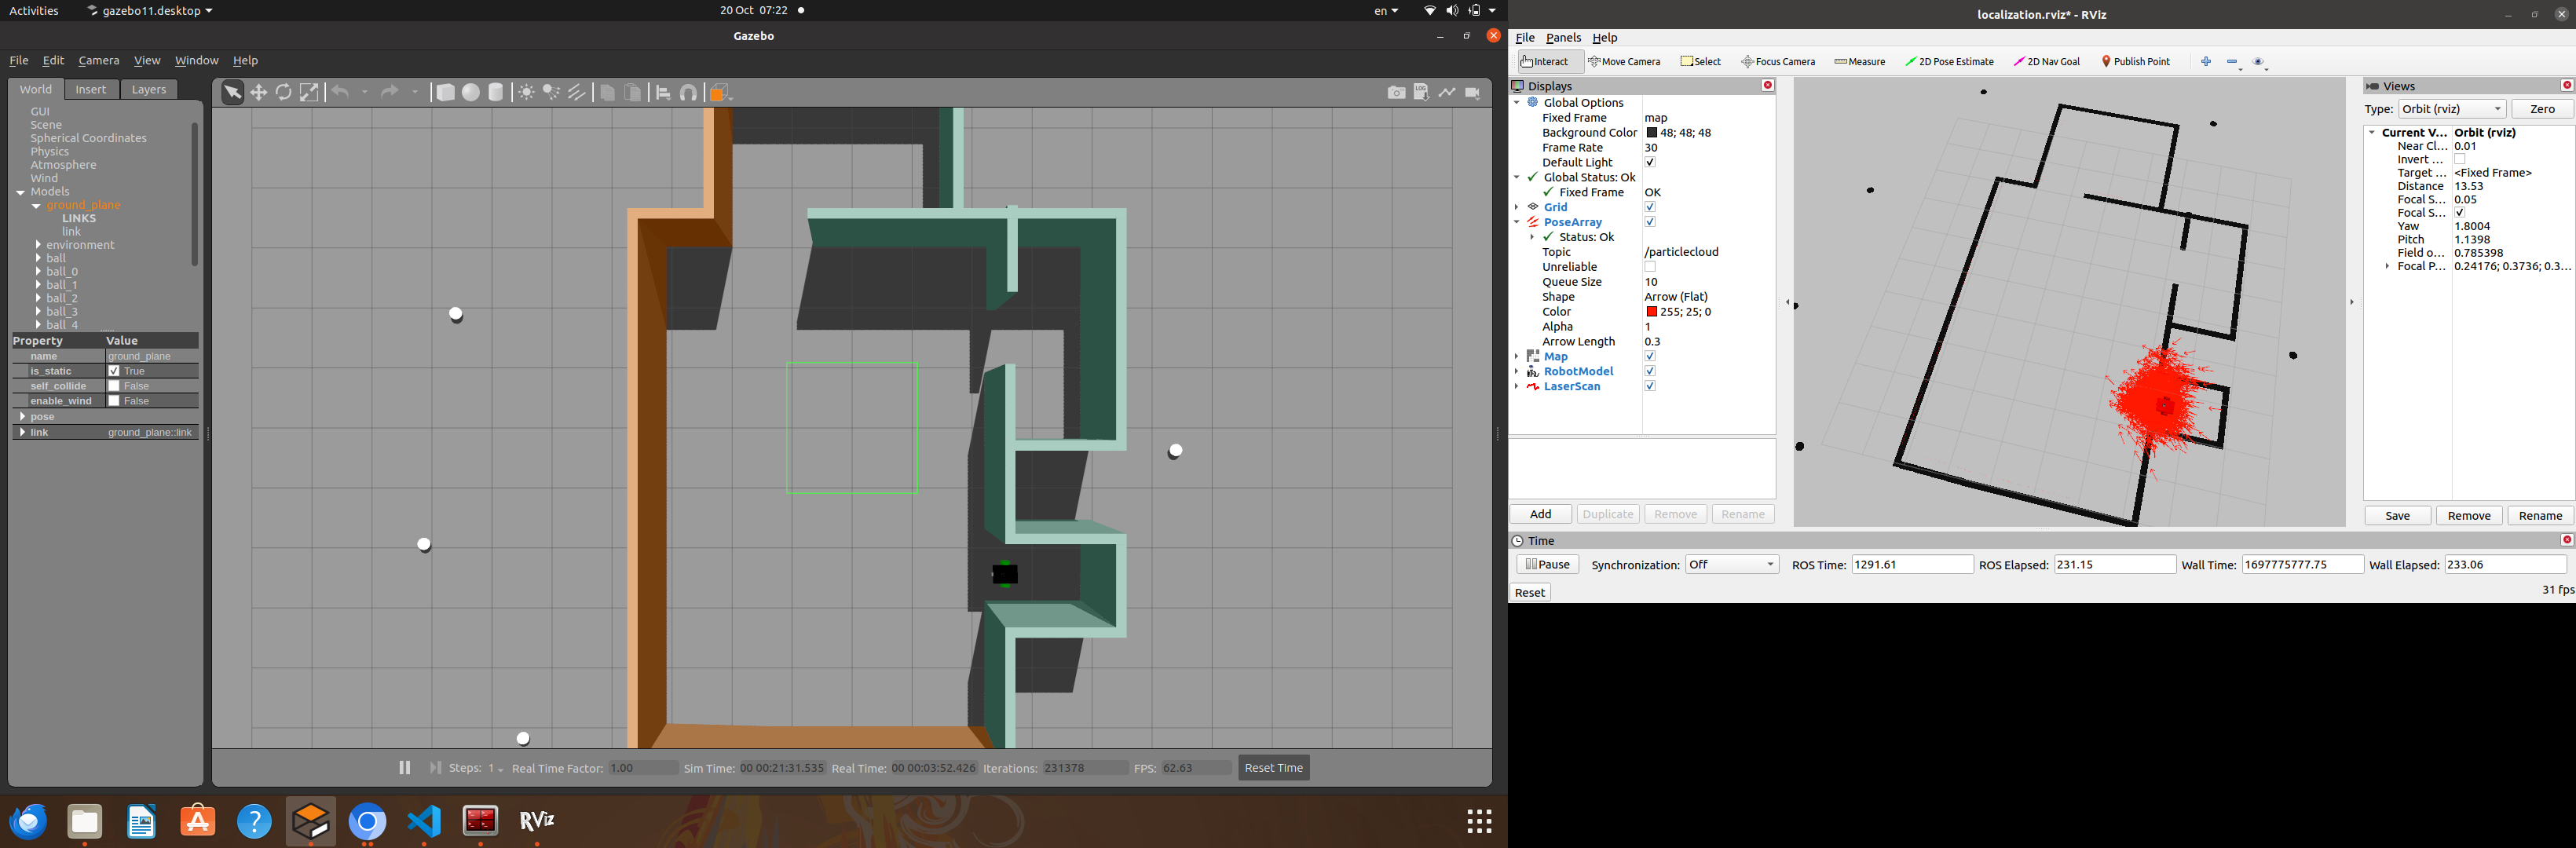 Activities
gazebo11.desktop
20 Oct 07:22
en
Gazebo
File Edit Camera View Window Help
World Insert Layers
GUI
Scene
Spherical Coordinates
Physics
Atmosphere
Wind
Models
ground_plane
LINKS
link
environment
ball
ball_0
ball_1
ball_2
ball_3
ball_4
Property Value
name ground_plane
is_static True
self_collide False
enable_wind False
pose
link ground_plane::link
LOG
Steps: 1 Real Time Factor: 1.00 Sim Time: 00 00:21:31.535 Real Time: 00 00:03:52.426 Iterations: 231378 FPS: 62.63 Reset Time
RViz
localization.rviz* - RViz
File Panels Help
Interact Move Camera Select Focus Camera Measure 2D Pose Estimate 2D Nav Goal Publish Point
Displays
Global Options
Fixed Frame map
Background Color 48; 48; 48
Frame Rate 30
Default Light
Global Status: Ok
Fixed Frame OK
Grid
PoseArray
Status: Ok
Topic /particlecloud
Unreliable
Queue Size 10
Shape Arrow (Flat)
Color 255; 25; 0
Alpha 1
Arrow Length 0.3
Map
RobotModel
LaserScan
Add Duplicate Remove Rename
Views
Type: Orbit (rviz) Zero
Current V... Orbit (rviz)
Near Cl... 0.01
Invert ...
Target ... <Fixed Frame>
Distance 13.53
Focal S... 0.05
Focal S...
Yaw 1.8004
Pitch 1.1398
Field o... 0.785398
Focal P... 0.24176; 0.3736; 0.3...
Save Remove Rename
Time
Pause Synchronization: Off ROS Time: 1291.61 ROS Elapsed: 231.15 Wall Time: 1697775777.75 Wall Elapsed: 233.06
Reset
31 fps